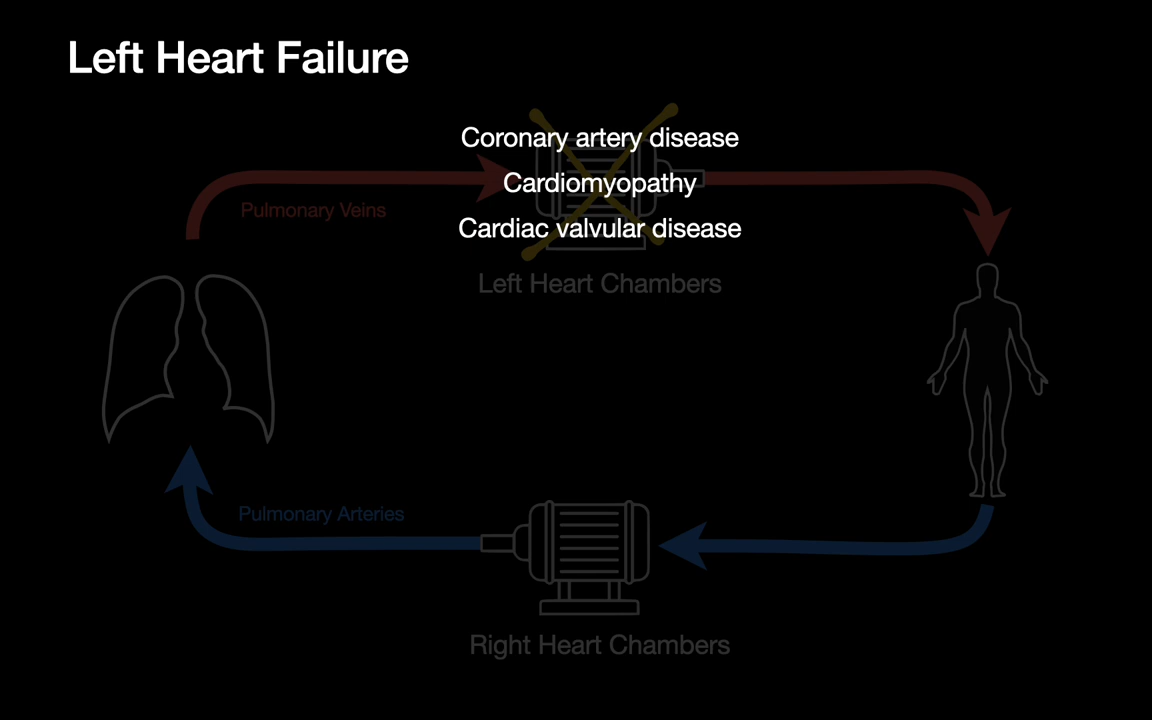 Left Heart Failure
Coronary artery disease
Cardiomyopathy
Cardiac valvular disease
Pulmonary Veins
Left Heart Chambers
Pulmonary Arteries
Right Heart Chambers